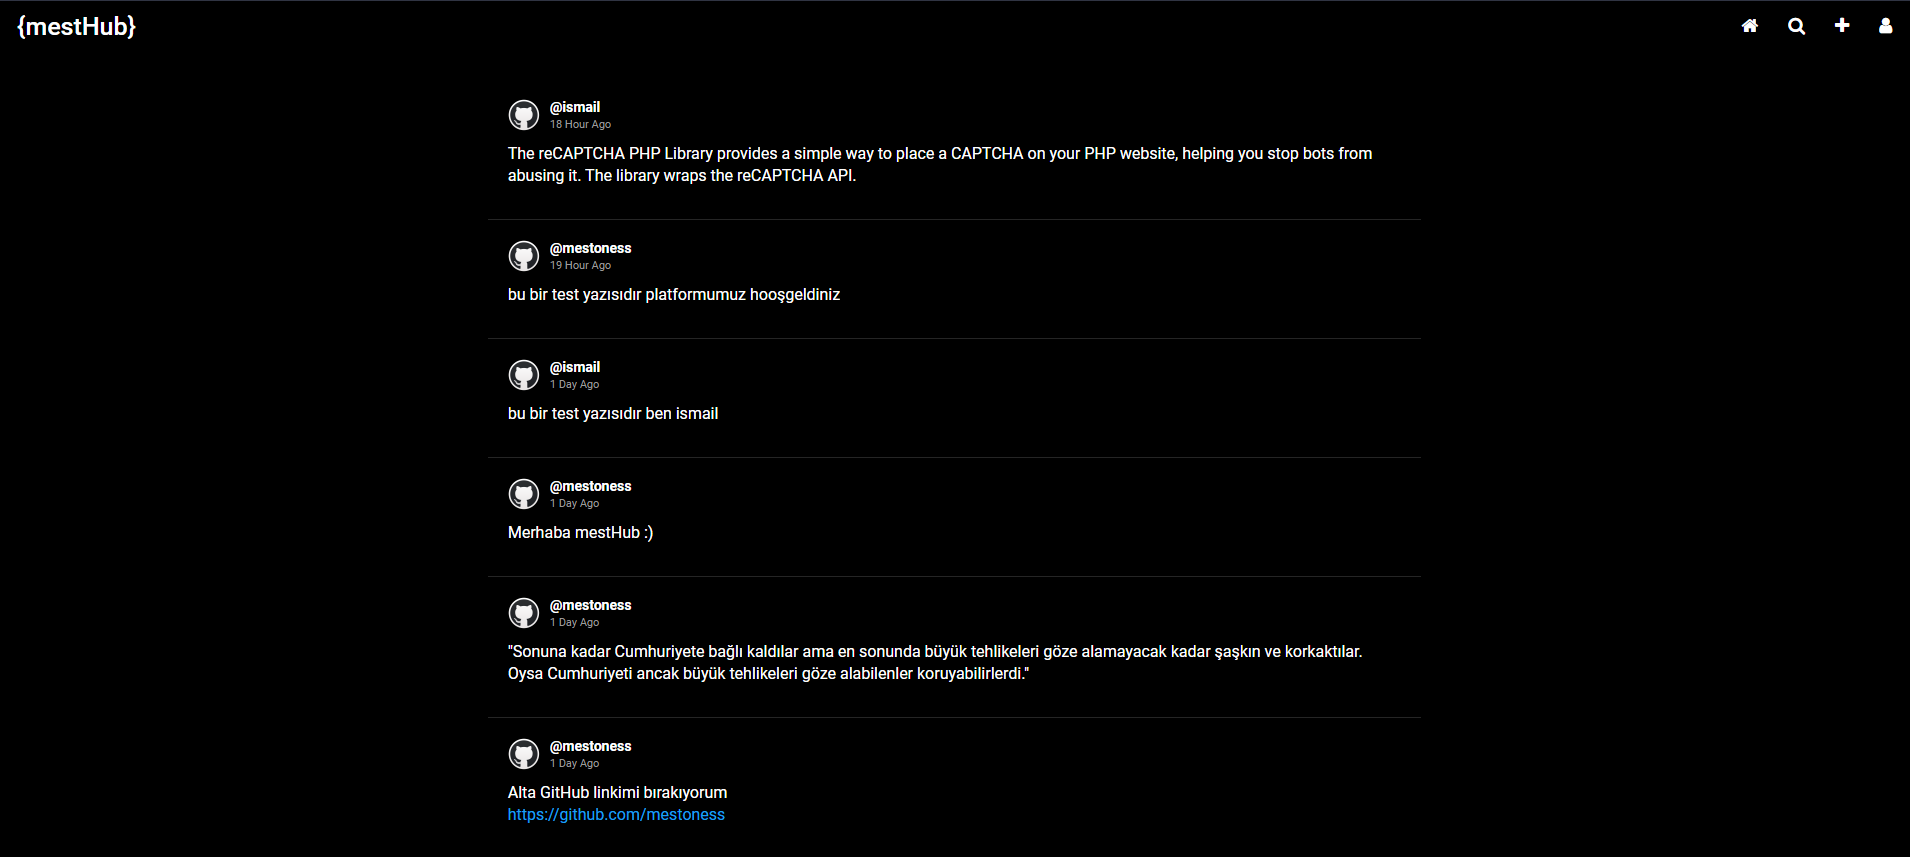 {mestHub}
@ismail
18 Hour Ago
The reCAPTCHA PHP Library provides a simple way to place a CAPTCHA on your PHP website, helping you stop bots from
abusing it. The library wraps the reCAPTCHA API.
@mestoness
19 Hour Ago
bu bir test yazısıdır platformumuz hooşgeldiniz
@ismail
1 Day Ago
bu bir test yazısıdır ben ismail
@mestoness
1 Day Ago
Merhaba mestHub :)
@mestoness
1 Day Ago
"Sonuna kadar Cumhuriyete bağlı kaldılar ama en sonunda büyük tehlikeleri göze alamayacak kadar şaşkın ve korkaktılar.
Oysa Cumhuriyeti ancak büyük tehlikeleri göze alabilenler koruyabilirlerdi."
@mestoness
1 Day Ago
Alta GitHub linkimi bırakıyorum
https://github.com/mestoness